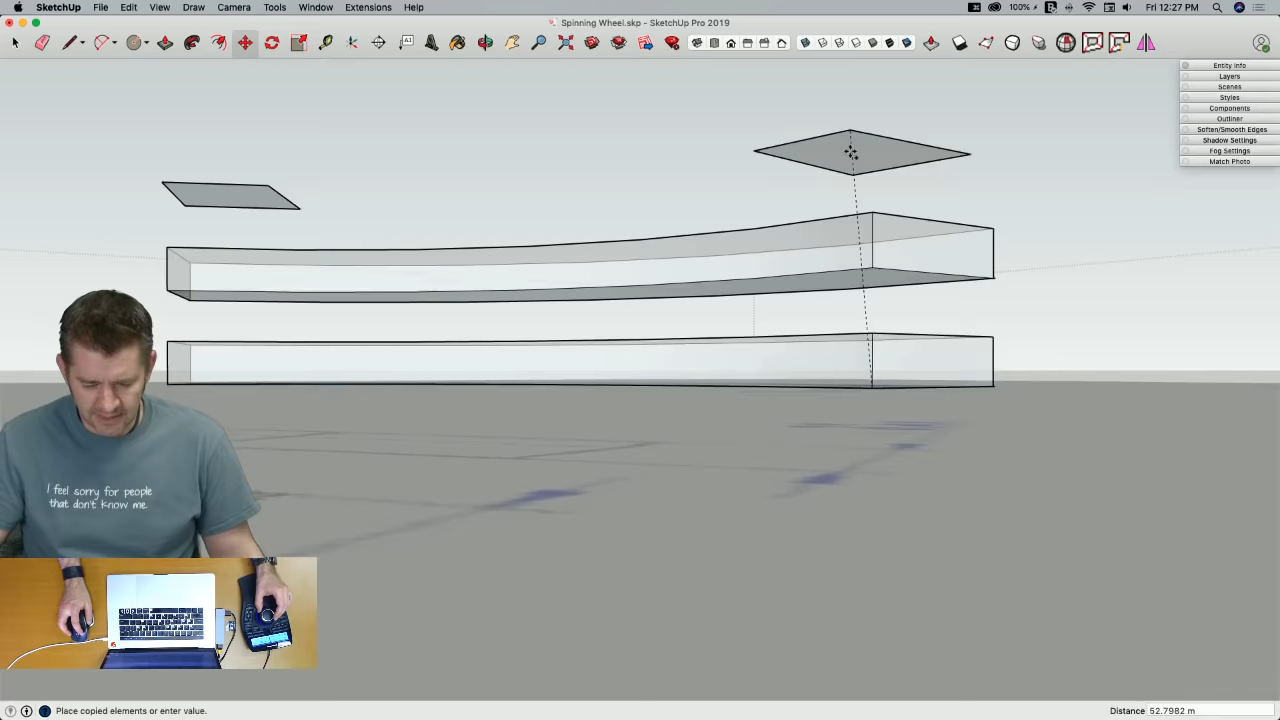 SketchUp File Edit View Draw Camera Tools Window Extensions Help 100% Fri 12:27 PM
Spinning Wheel.skp - SketchUp Pro 2019
Entity Info
Layers
Scenes
Styles
Components
Outliner
Soften/Smooth Edges
Shadow Settings
Fog Settings
Match Photo
I feel sorry for people
that don't know me.
Place copied elements or enter value. Distance 52.7982 m